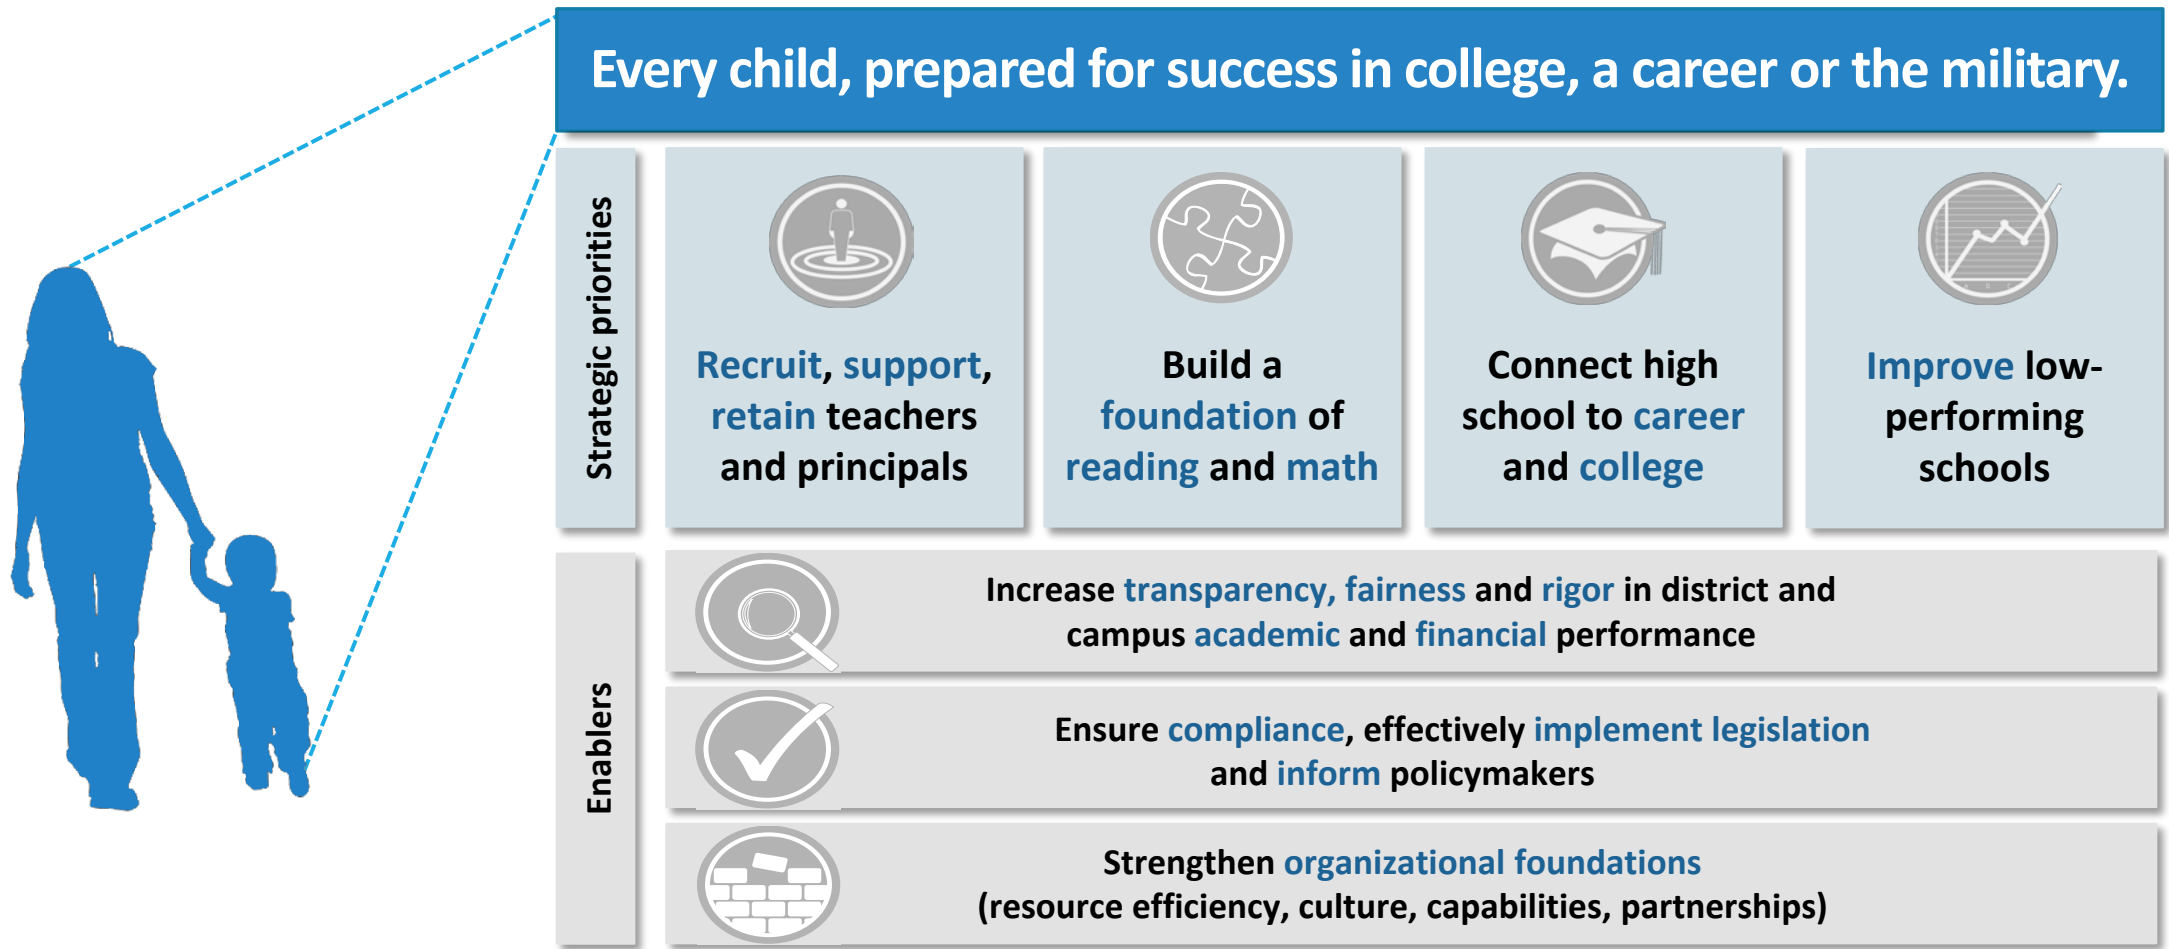 Every child, prepared for success in college, a career or the military.
Strategic priorities
Recruit, support,
retain teachers
and principals
Build a
foundation of
reading and math
Connect high
school to career
and college
A B C
Improve low-
performing
schools
Enablers
Increase transparency, fairness and rigor in district and
campus academic and financial performance
Ensure compliance, effectively implement legislation
and inform policymakers
Strengthen organizational foundations
(resource efficiency, culture, capabilities, partnerships)